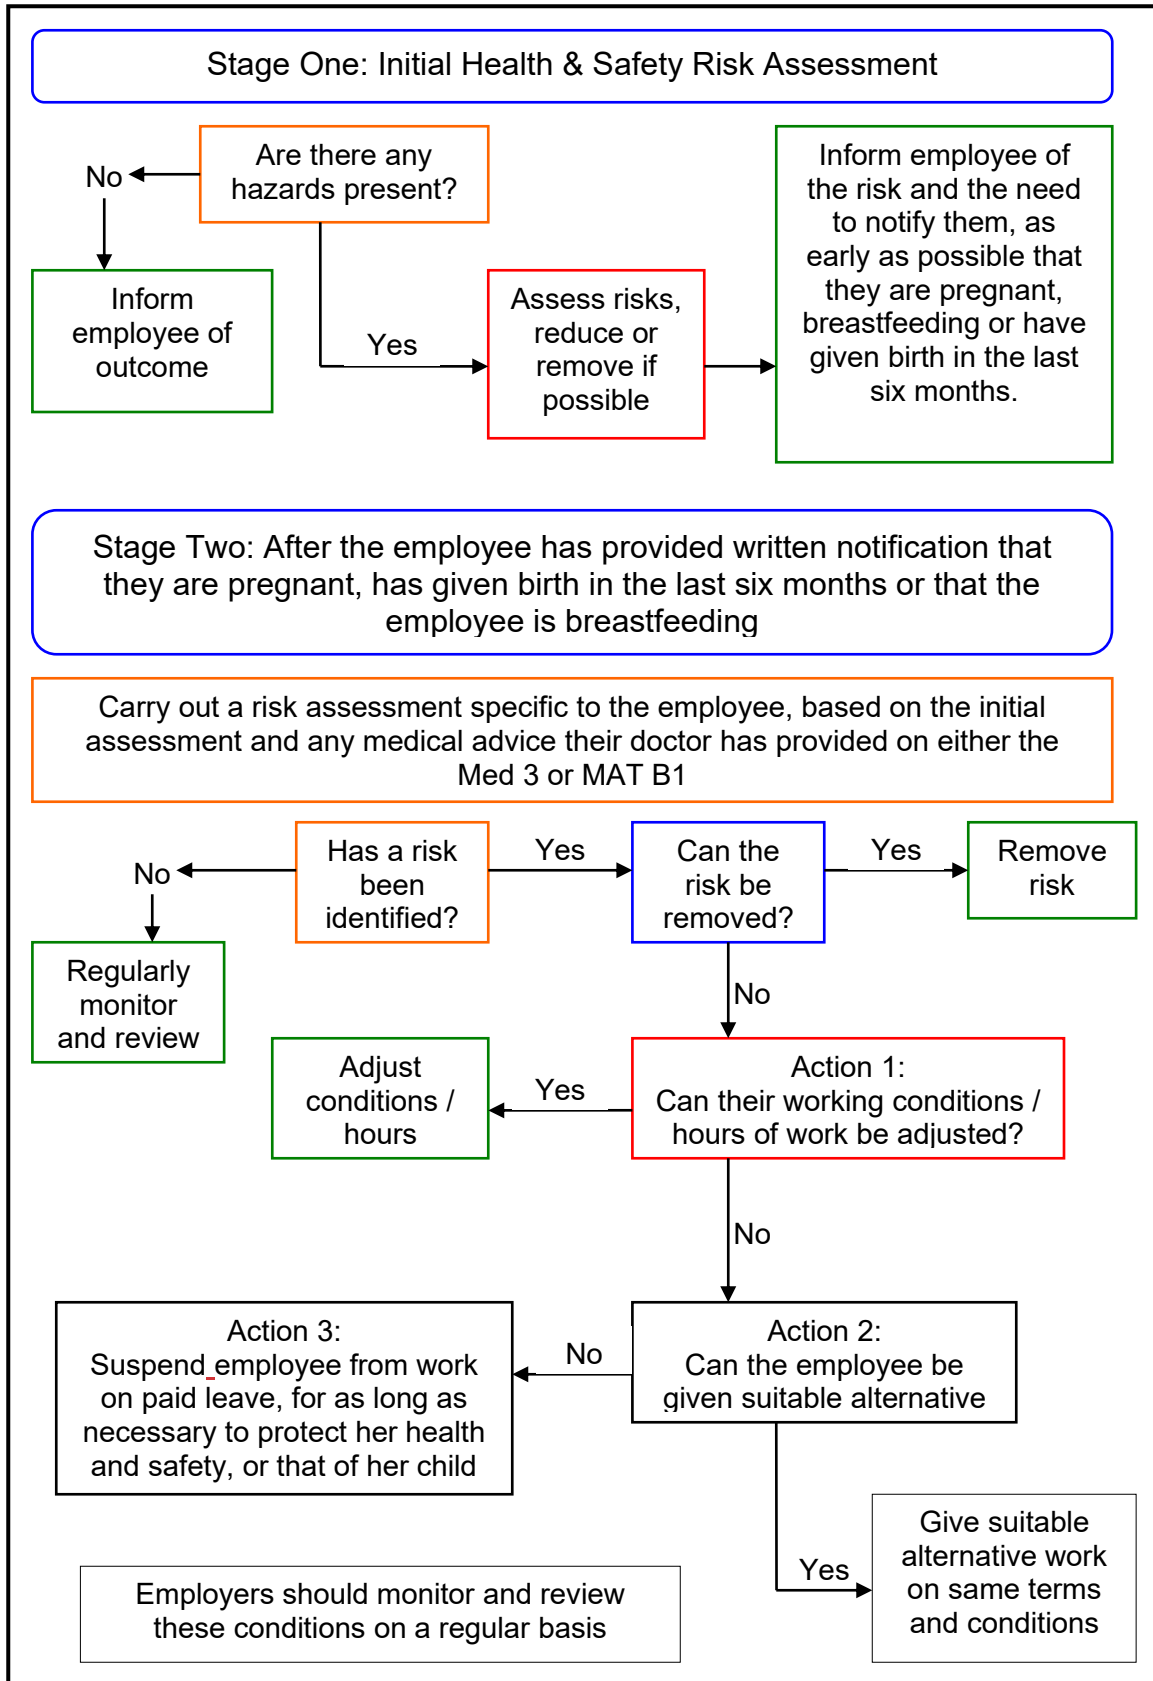 Stage One: Initial Health & Safety Risk Assessment
Are there any
hazards present?
No
Inform
employee of
outcome
Yes
Assess risks,
reduce or
remove if
possible
Inform employee of
the risk and the need
to notify them, as
early as possible that
they are pregnant,
breastfeeding or have
given birth in the last
six months.
Stage Two: After the employee has provided written notification that
they are pregnant, has given birth in the last six months or that the
employee is breastfeeding
Carry out a risk assessment specific to the employee, based on the initial
assessment and any medical advice their doctor has provided on either the
Med 3 or MAT B1
Has a risk
been
identified?
No
Regularly
monitor
and review
Yes
Can the
risk be
removed?
Yes
Remove
risk
No
Action 1:
Can their working conditions /
hours of work be adjusted?
Yes
Adjust
conditions /
hours
No
Action 2:
Can the employee be
given suitable alternative
No
Action 3:
Suspend employee from work
on paid leave, for as long as
necessary to protect her health
and safety, or that of her child
Yes
Give suitable
alternative work
on same terms
and conditions
Employers should monitor and review
these conditions on a regular basis